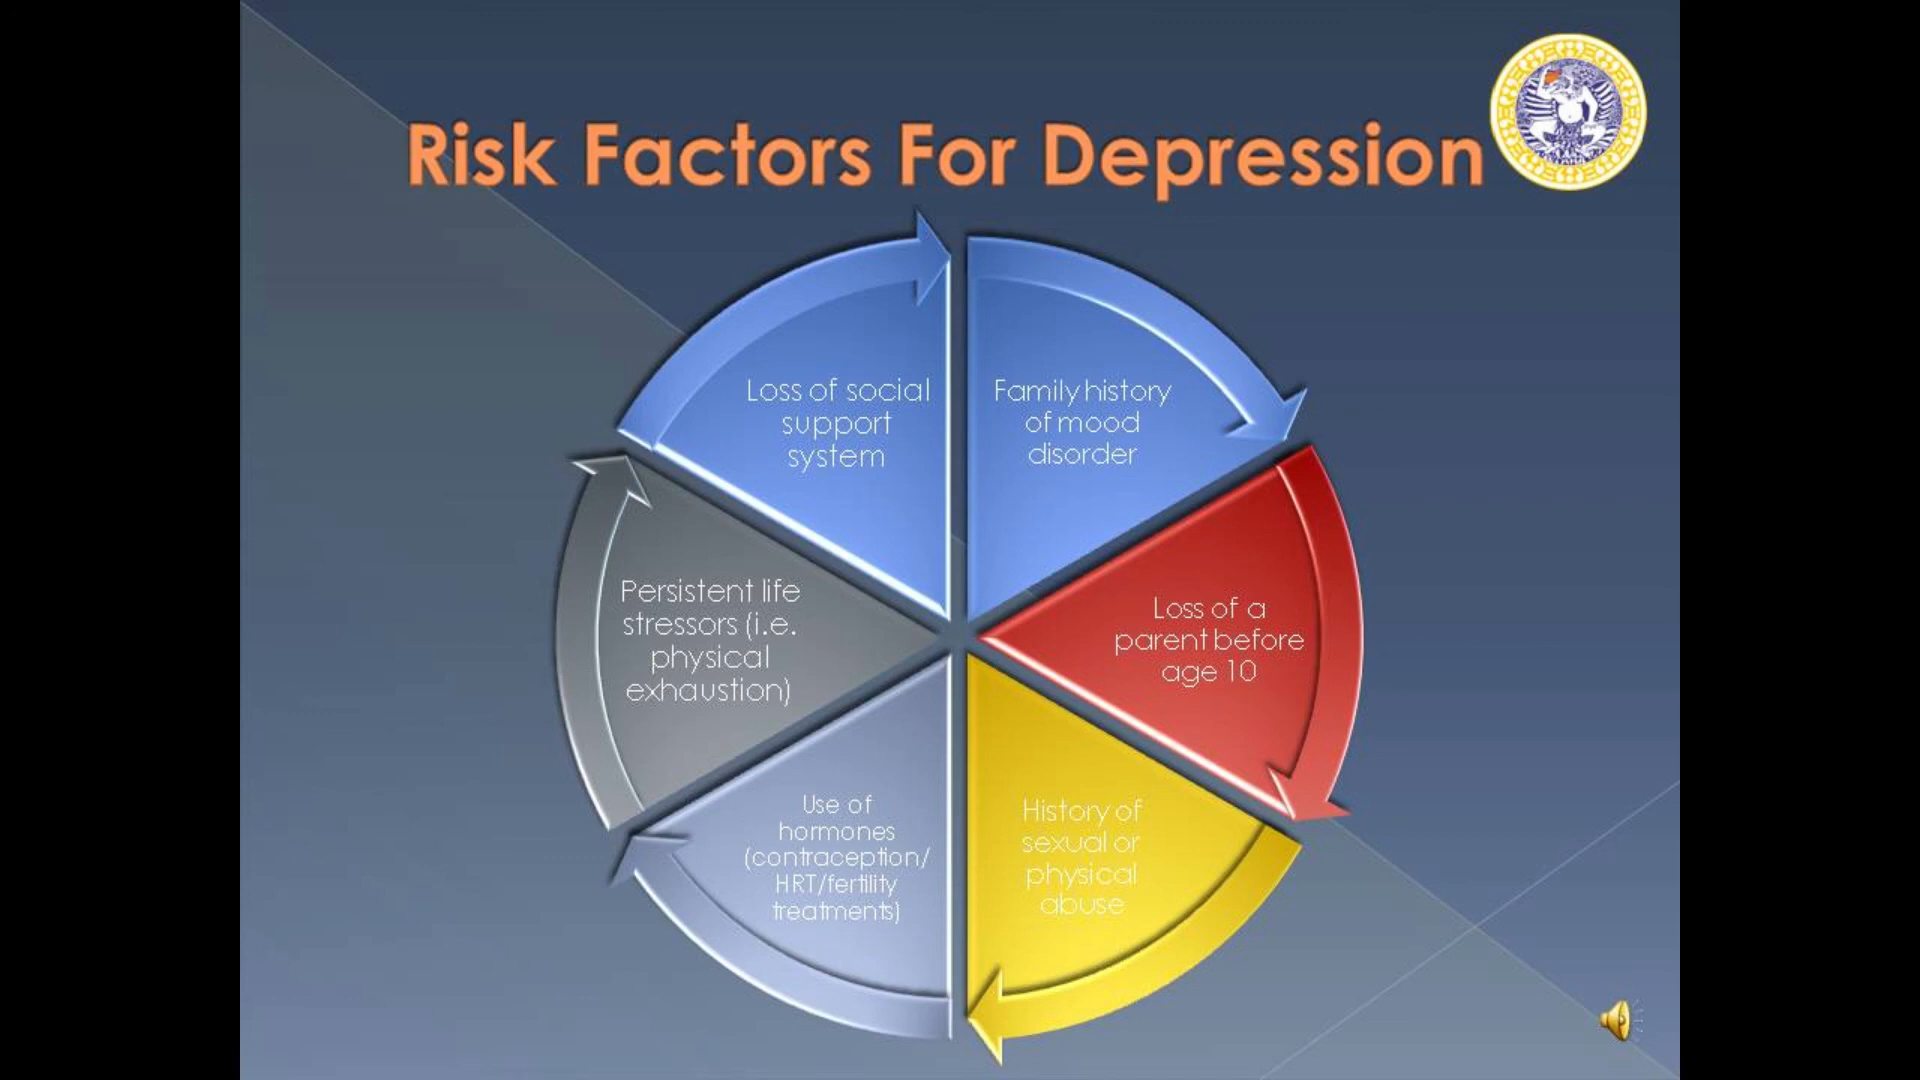 Risk Factors For Depression
Family history
of mood
disorder
Loss of a
parent before
age 10
History of
sexual or
physical
abuse
Use of
hormones
(contraception/
HRT/fertility
treatments)
Persistent life
stressors (i.e.
physical
exhaustion)
Loss of social
support
system